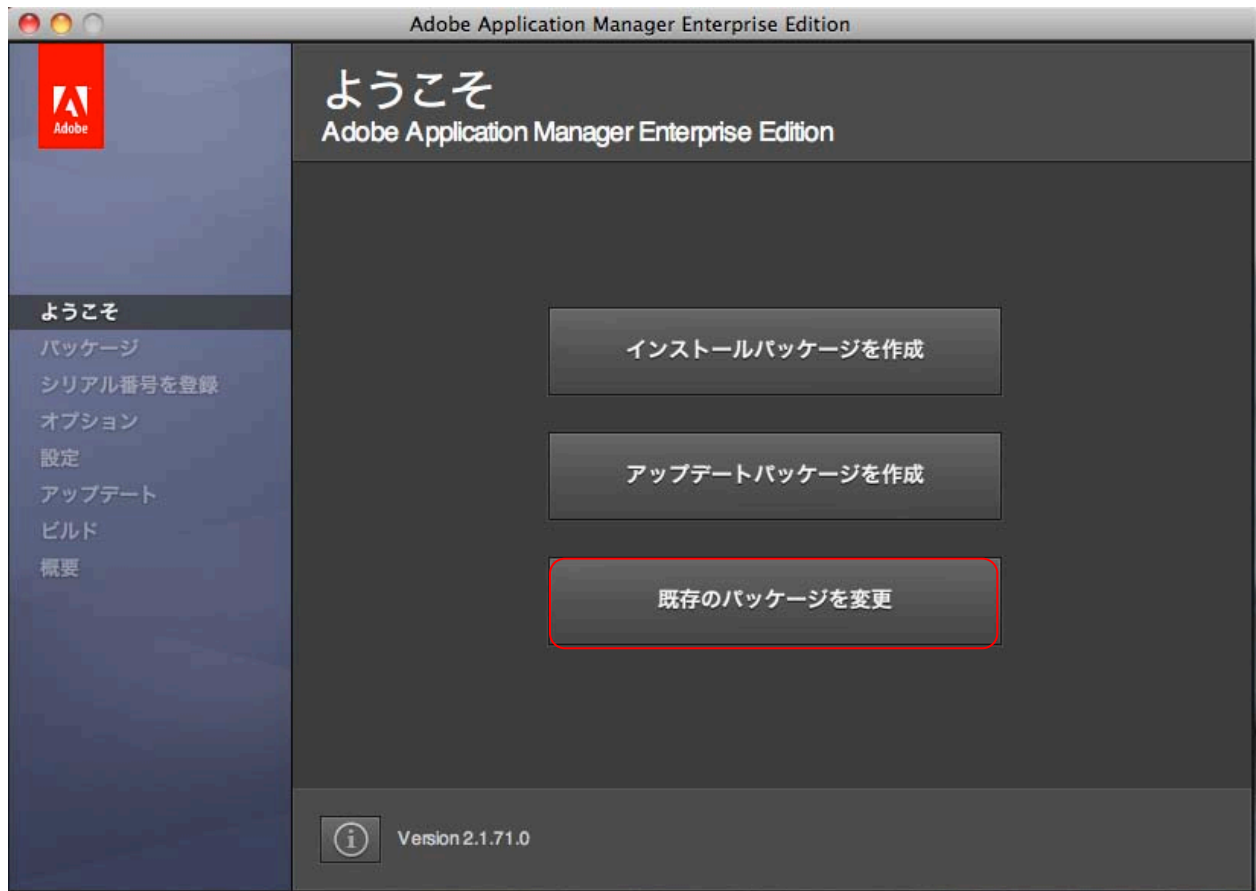 Adobe Application Manager Enterprise Edition
Adobe
ようこそ
Adobe Application Manager Enterprise Edition
ようこそ
パッケージ
シリアル番号を登録
オプション
設定
アップデート
ビルド
概要
インストールパッケージを作成
アップデートパッケージを作成
既存のパッケージを変更
Version 2.1.71.0